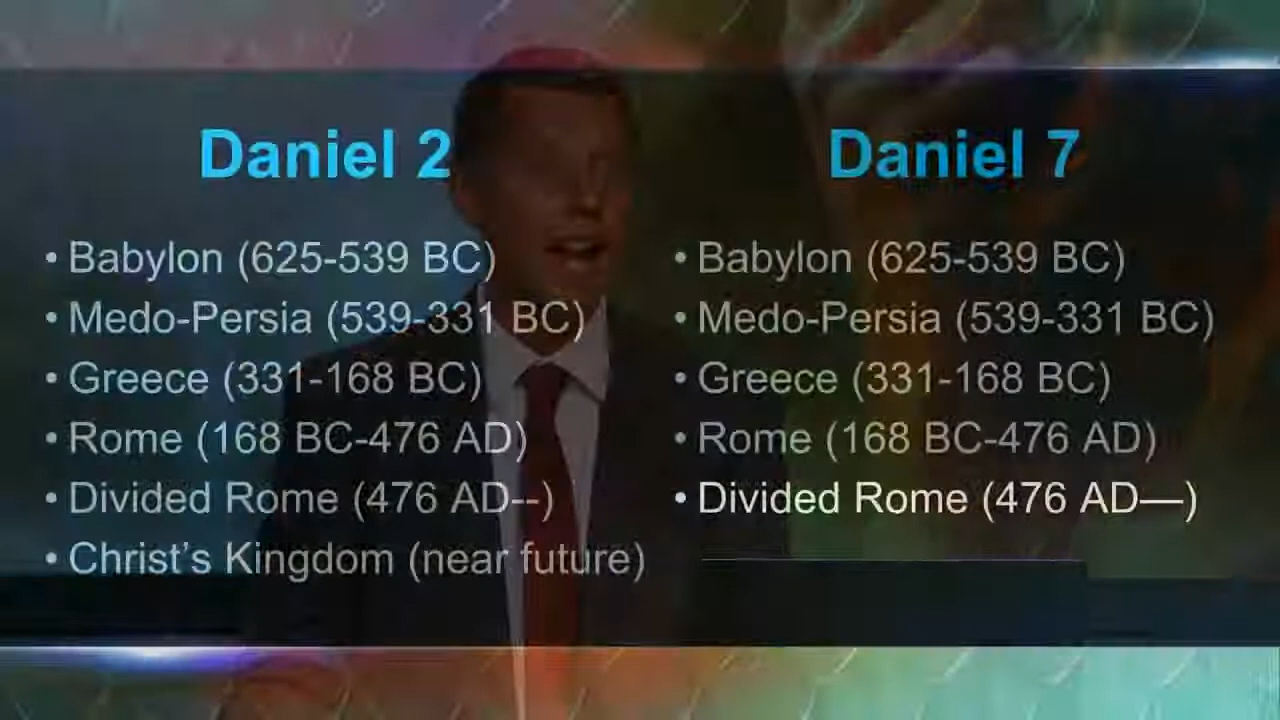 Daniel 2
• Babylon (625-539 BC)
• Medo-Persia (539-331 BC)
• Greece (331-168 BC)
• Rome (168 BC-476 AD)
• Divided Rome (476 AD--)
• Christ’s Kingdom (near future)
Daniel 7
• Babylon (625-539 BC)
• Medo-Persia (539-331 BC)
• Greece (331-168 BC)
• Rome (168 BC-476 AD)
• Divided Rome (476 AD—)